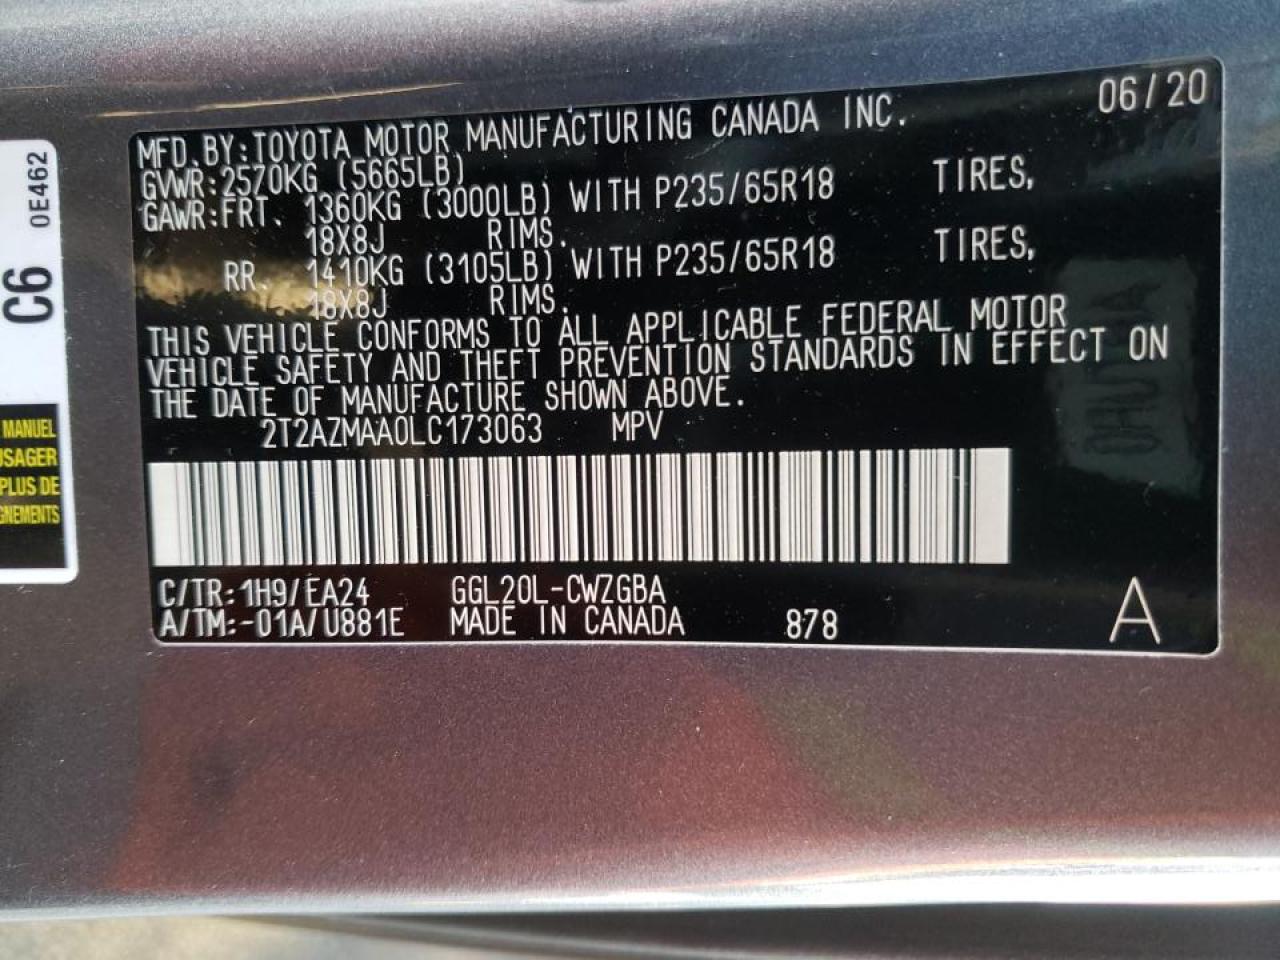 06/20
MFD.BY:TOYOTA MOTOR MANUFACTURING CANADA INC.
GVWR:2570KG (5665LB)
GAWR:FRT. 1360KG (3000LB) WITH P235/65R18 TIRES,
18X8J RIMS.
RR. 1410KG (3105LB) WITH P235/65R18 TIRES,
18X8J RIMS.
THIS VEHICLE CONFORMS TO ALL APPLICABLE FEDERAL MOTOR
VEHICLE SAFETY AND THEFT PREVENTION STANDARDS IN EFFECT ON
THE DATE OF MANUFACTURE SHOWN ABOVE.
2T2AZMAA0LC173063 MPV
C/TR:1H9/EA24 GGL20L-CWZGBA
A/TM:-01A/U881E MADE IN CANADA 878 A
C6 0E462
MANUEL
USAGER
PLUS DE
GNEMENTS